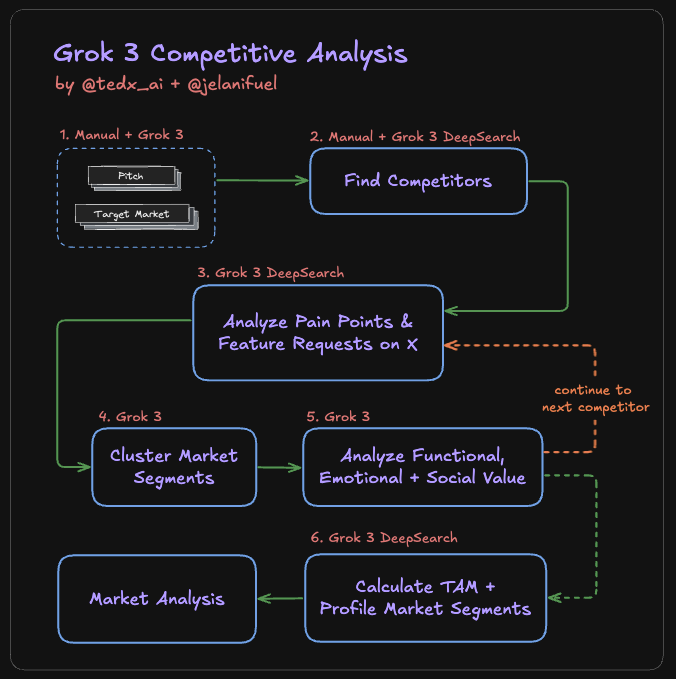 Grok 3 Competitive Analysis
by @tedx_ai + @jelanifuel
1. Manual + Grok 3
Pitch
Target Market
2. Manual + Grok 3 DeepSearch
Find Competitors
3. Grok 3 DeepSearch
Analyze Pain Points &
Feature Requests on X
continue to
next competitor
4. Grok 3
Cluster Market
Segments
5. Grok 3
Analyze Functional,
Emotional + Social Value
6. Grok 3 DeepSearch
Calculate TAM +
Profile Market Segments
Market Analysis